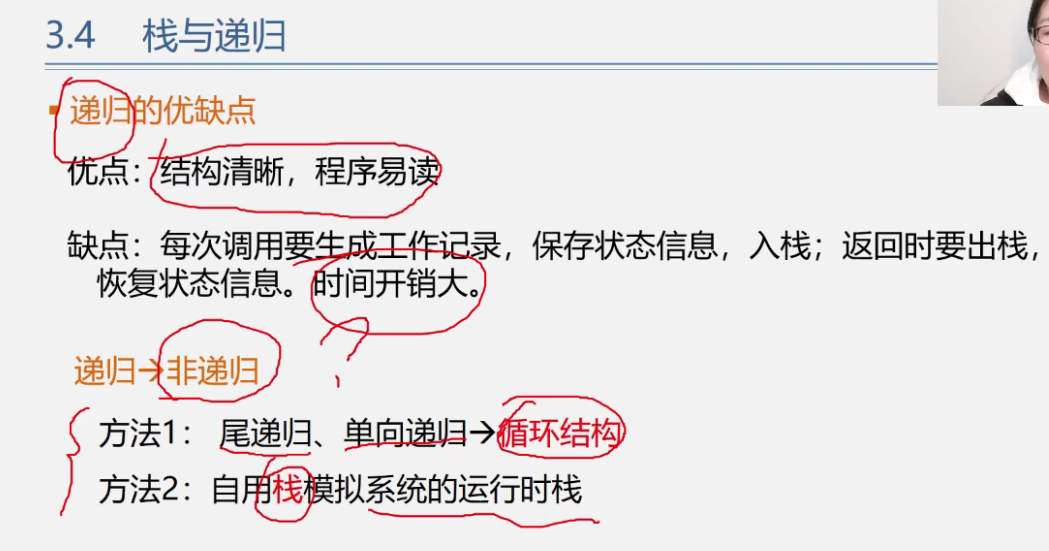 3.4 栈与递归
▪ 递归的优缺点
优点：结构清晰，程序易读
缺点：每次调用要生成工作记录，保存状态信息，入栈；返回时要出栈，
恢复状态信息。时间开销大。
?
递归→非递归
方法1： 尾递归、单向递归→循环结构
方法2：自用栈模拟系统的运行时栈